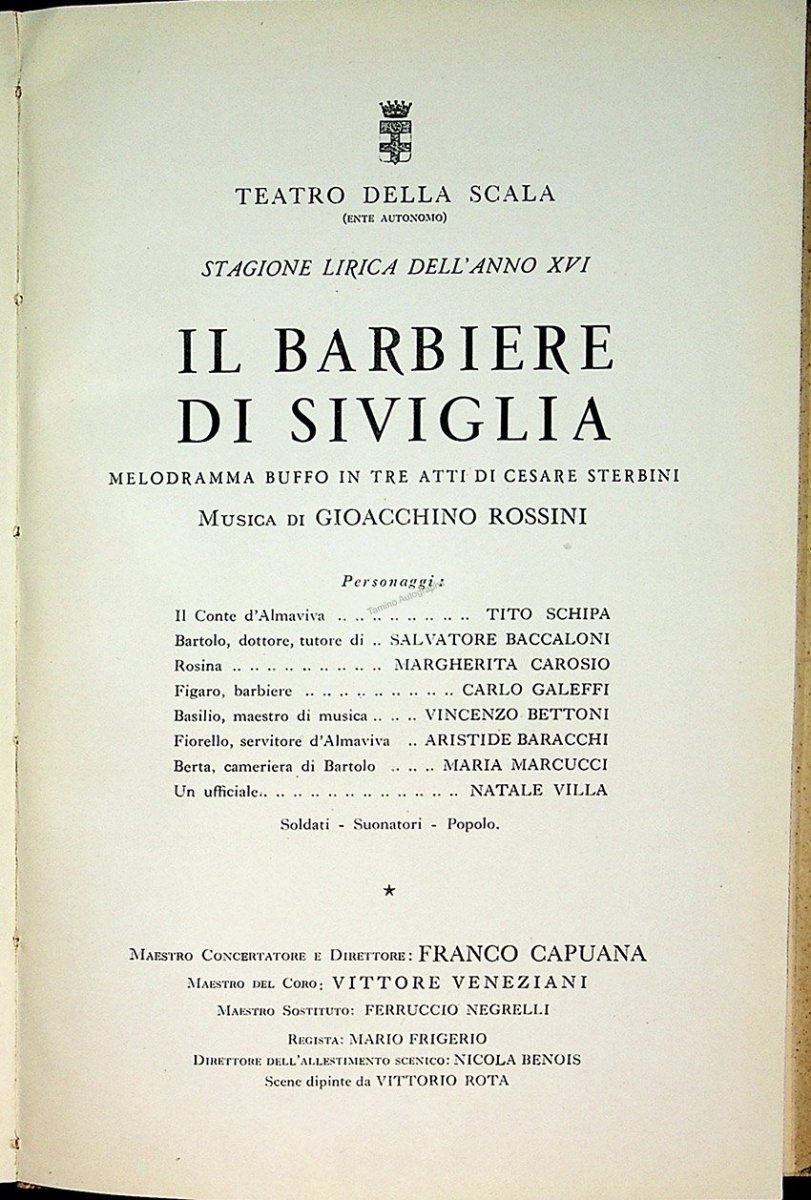 TEATRO DELLA SCALA
(ENTE AUTONOMO)
STAGIONE LIRICA DELL'ANNO XVI
IL BARBIERE
DI SIVIGLIA
MELODRAMMA BUFFO IN TRE ATTI DI CESARE STERBINI
MUSICA DI GIOACCHINO ROSSINI
Personaggi:
Tamino Autographs
Il Conte d'Almaviva .. .. .. .. .. .. .. .. TITO SCHIPA
Bartolo, dottore, tutore di .. SALVATORE BACCALONI
Rosina .. .. .. .. .. .. .. .. .. MARGHERITA CAROSIO
Figaro, barbiere .. .. .. .. .. .. .. .. .. CARLO GALEFFI
Basilio, maestro di musica .. .. .. VINCENZO BETTONI
Fiorello, servitore d'Almaviva .. ARISTIDE BARACCHI
Berta, cameriera di Bartolo .. .. .. MARIA MARCUCCI
Un ufficiale.. .. .. .. .. .. .. .. .. .. .. .. NATALE VILLA
Soldati - Suonatori - Popolo.
MAESTRO CONCERTATORE E DIRETTORE: FRANCO CAPUANA
MAESTRO DEL CORO: VITTORE VENEZIANI
MAESTRO SOSTITUTO: FERRUCCIO NEGRELLI
REGISTA: MARIO FRIGERIO
DIRETTORE DELL'ALLESTIMENTO SCENICO: NICOLA BENOIS
Scene dipinte da VITTORIO ROTA